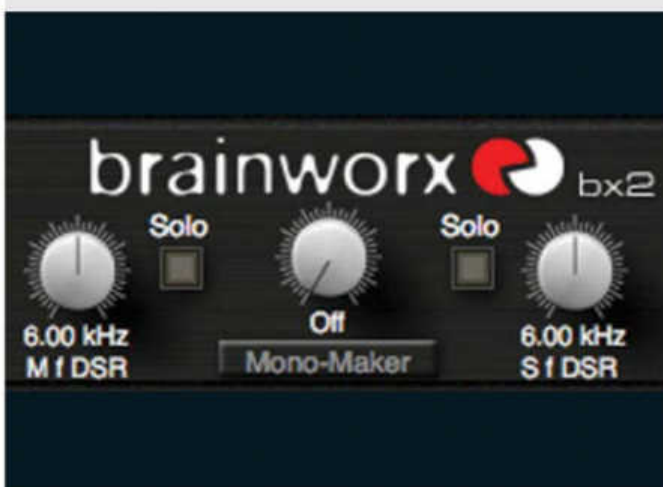 brainworx bx2
Solo Solo
Off
6.00 kHz 6.00 kHz
M f DSR Mono-Maker S f DSR